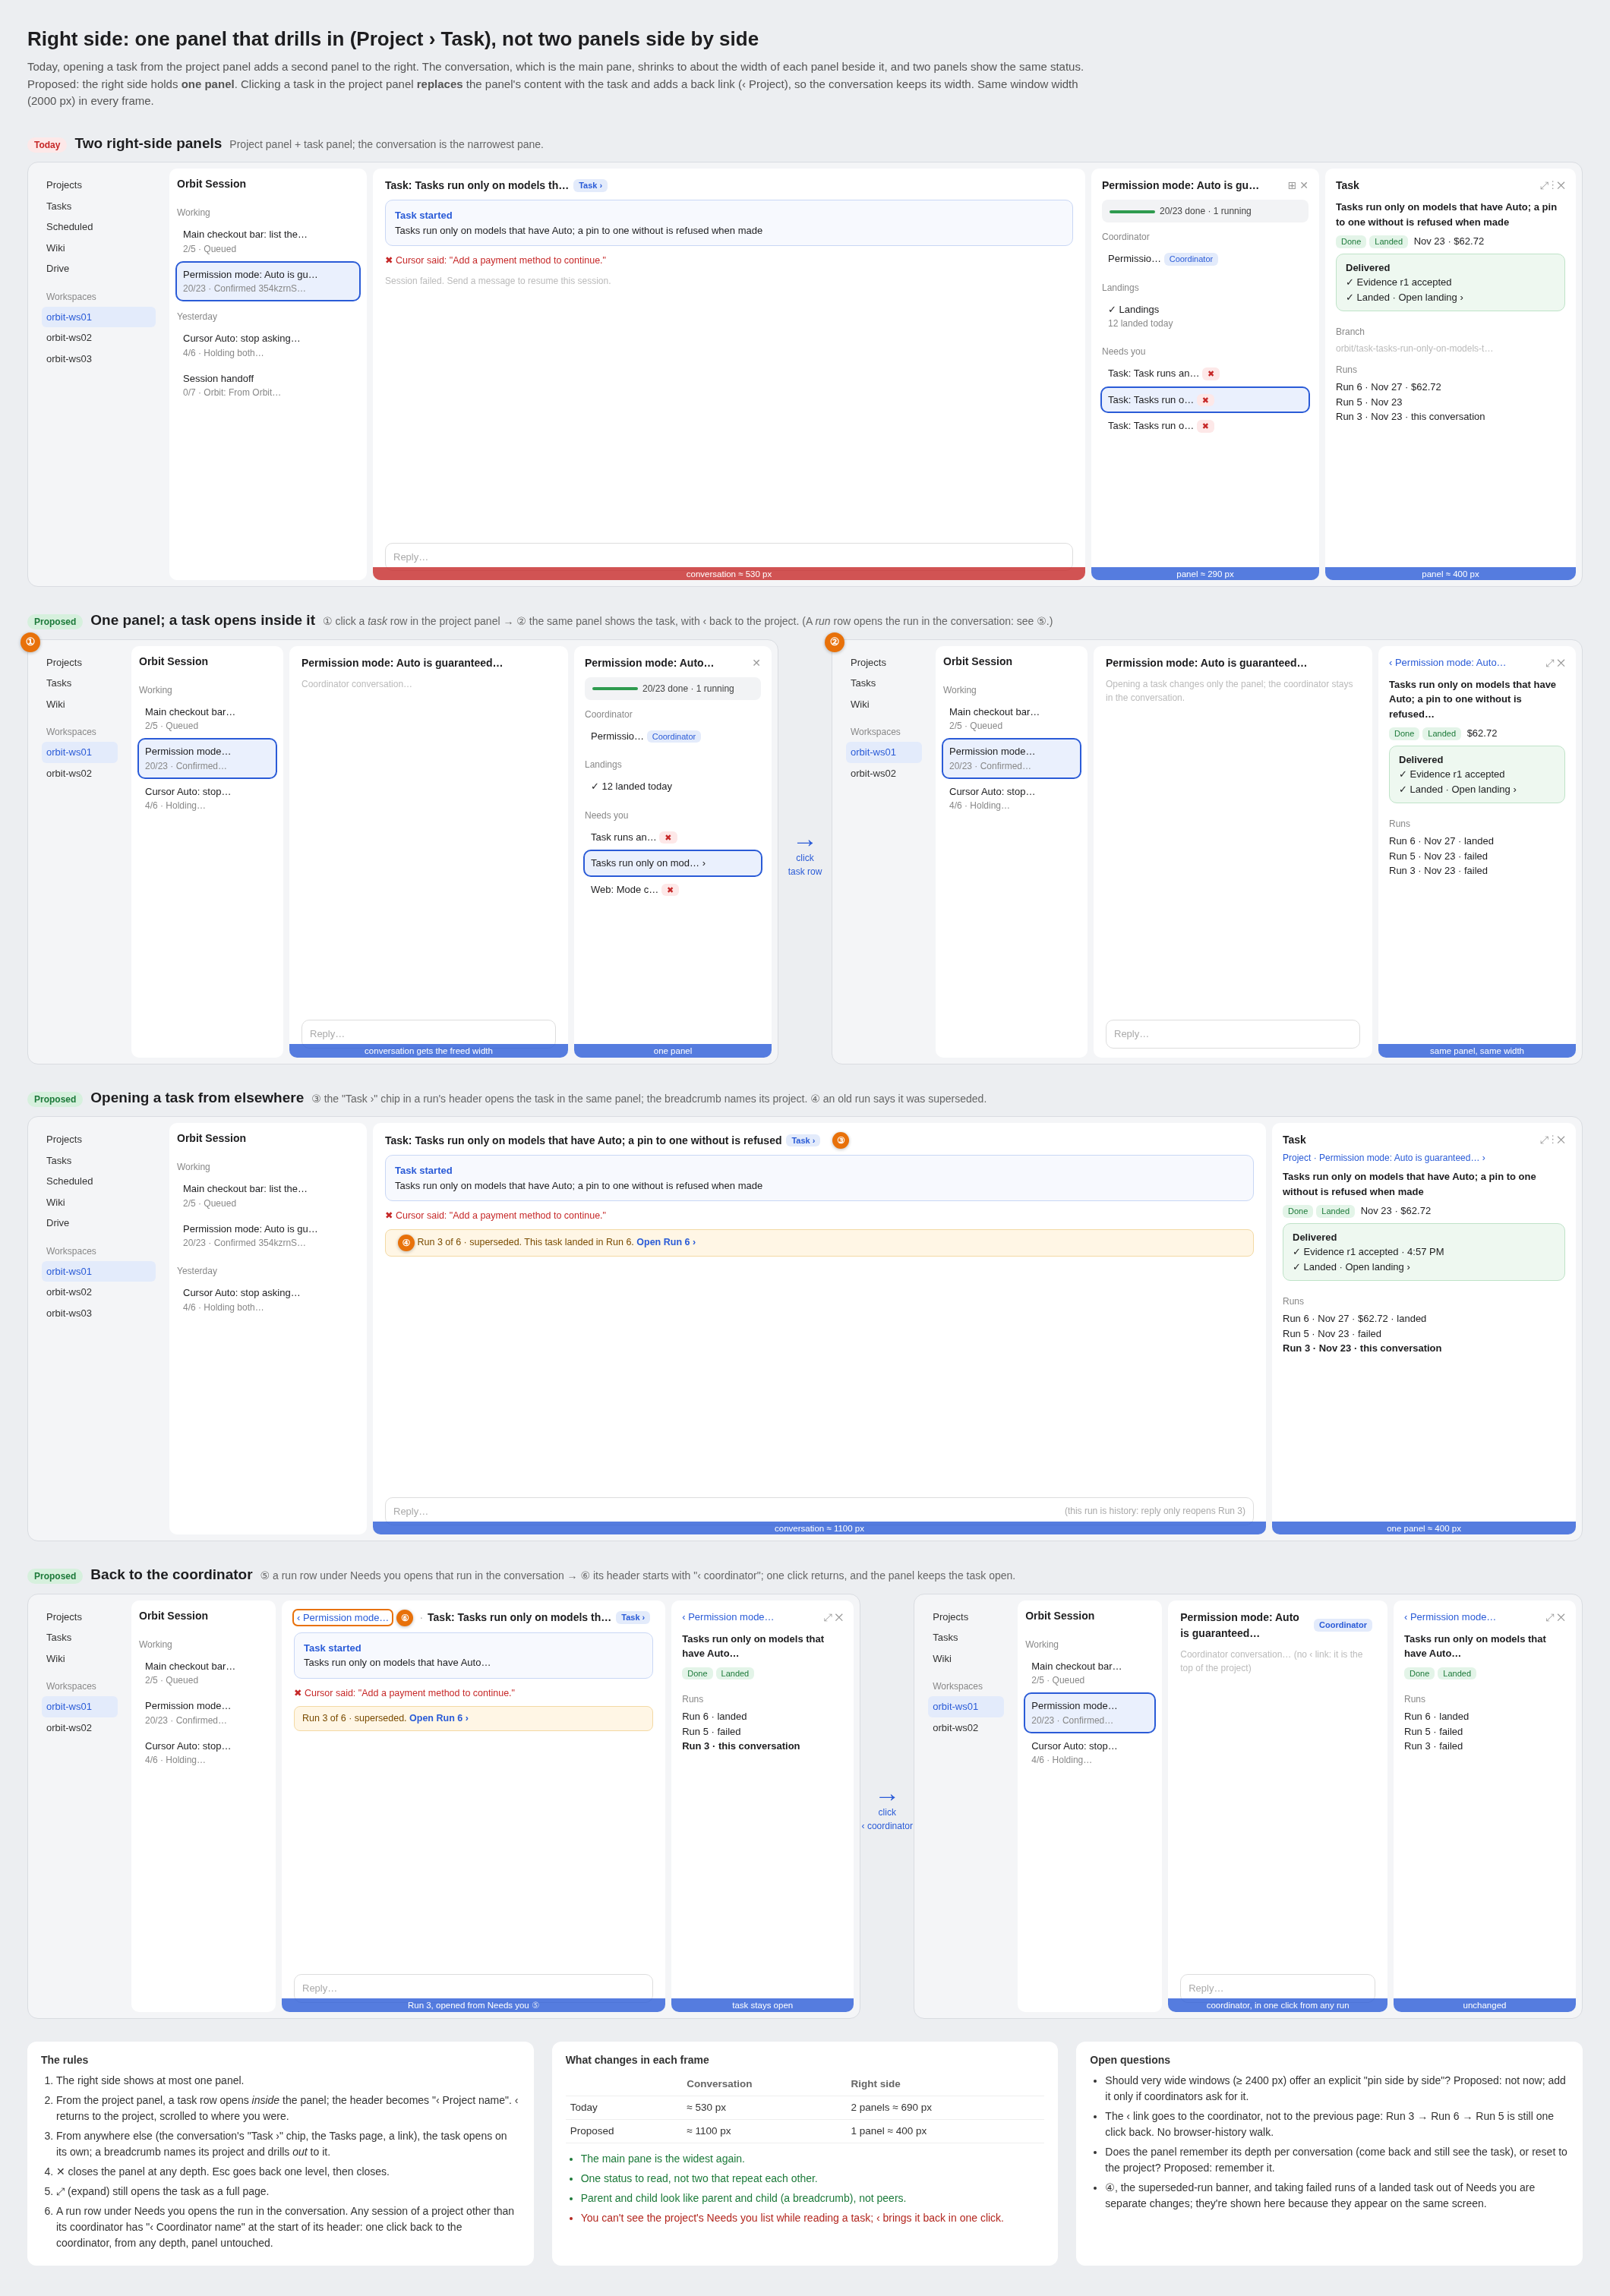 Right side: one panel that drills in (Project › Task), not two panels side by side
Today, opening a task from the project panel adds a second panel to the right. The conversation, which is the main pane, shrinks to about the width of each panel beside it, and two panels show the same status.
Proposed: the right side holds one panel. Clicking a task in the project panel replaces the panel's content with the task and adds a back link (‹ Project), so the conversation keeps its width. Same window width
(2000 px) in every frame.
Today Two right-side panels Project panel + task panel; the conversation is the narrowest pane.
Projects
Tasks
Scheduled
Wiki
Drive
Workspaces
orbit-ws01
orbit-ws02
orbit-ws03
Orbit Session
Working
Main checkout bar: list the…
2/5 · Queued
Permission mode: Auto is gu…
20/23 · Confirmed 354kzrnS…
Yesterday
Cursor Auto: stop asking…
4/6 · Holding both…
Session handoff
0/7 · Orbit: From Orbit…
Task: Tasks run only on models th… Task ›
Task started
Tasks run only on models that have Auto; a pin to one without is refused when made
✖ Cursor said: "Add a payment method to continue."
Session failed. Send a message to resume this session.
Reply…
conversation ≈ 530 px
Permission mode: Auto is gu… ⊞ ✕
20/23 done · 1 running
Coordinator
Permissio… Coordinator
Landings
✓ Landings
12 landed today
Needs you
Task: Task runs an… ✖
Task: Tasks run o… ✖
Task: Tasks run o… ✖
panel ≈ 290 px
Task ⤢ ⋮ ✕
Tasks run only on models that have Auto; a pin
to one without is refused when made
Done Landed Nov 23 · $62.72
Delivered
✓ Evidence r1 accepted
✓ Landed · Open landing ›
Branch
orbit/task-tasks-run-only-on-models-t…
Runs
Run 6 · Nov 27 · $62.72
Run 5 · Nov 23
Run 3 · Nov 23 · this conversation
panel ≈ 400 px
Proposed One panel; a task opens inside it ① click a task row in the project panel → ② the same panel shows the task, with ‹ back to the project. (A run row opens the run in the conversation: see ⑤.)
①
Projects
Tasks
Wiki
Workspaces
orbit-ws01
orbit-ws02
Orbit Session
Working
Main checkout bar…
2/5 · Queued
Permission mode…
20/23 · Confirmed…
Cursor Auto: stop…
4/6 · Holding…
Permission mode: Auto is guaranteed…
Coordinator conversation…
Reply…
conversation gets the freed width
Permission mode: Auto… ✕
20/23 done · 1 running
Coordinator
Permissio… Coordinator
Landings
✓ 12 landed today
Needs you
Task runs an… ✖
Tasks run only on mod… ›
Web: Mode c… ✖
one panel
→
click
task row
②
Projects
Tasks
Wiki
Workspaces
orbit-ws01
orbit-ws02
Orbit Session
Working
Main checkout bar…
2/5 · Queued
Permission mode…
20/23 · Confirmed…
Cursor Auto: stop…
4/6 · Holding…
Permission mode: Auto is guaranteed…
Opening a task changes only the panel; the coordinator stays
in the conversation.
Reply…
‹ Permission mode: Auto… ⤢ ✕
Tasks run only on models that have
Auto; a pin to one without is
refused…
Done Landed $62.72
Delivered
✓ Evidence r1 accepted
✓ Landed · Open landing ›
Runs
Run 6 · Nov 27 · landed
Run 5 · Nov 23 · failed
Run 3 · Nov 23 · failed
same panel, same width
Proposed Opening a task from elsewhere ③ the "Task ›" chip in a run's header opens the task in the same panel; the breadcrumb names its project. ④ an old run says it was superseded.
Projects
Tasks
Scheduled
Wiki
Drive
Workspaces
orbit-ws01
orbit-ws02
orbit-ws03
Orbit Session
Working
Main checkout bar: list the…
2/5 · Queued
Permission mode: Auto is gu…
20/23 · Confirmed 354kzrnS…
Yesterday
Cursor Auto: stop asking…
4/6 · Holding both…
Task: Tasks run only on models that have Auto; a pin to one without is refused Task › ③
Task started
Tasks run only on models that have Auto; a pin to one without is refused when made
✖ Cursor said: "Add a payment method to continue."
④ Run 3 of 6 · superseded. This task landed in Run 6. Open Run 6 ›
Reply… (this run is history: reply only reopens Run 3)
conversation ≈ 1100 px
Task ⤢ ⋮ ✕
Project · Permission mode: Auto is guaranteed… ›
Tasks run only on models that have Auto; a pin to one
without is refused when made
Done Landed Nov 23 · $62.72
Delivered
✓ Evidence r1 accepted · 4:57 PM
✓ Landed · Open landing ›
Runs
Run 6 · Nov 27 · $62.72 · landed
Run 5 · Nov 23 · failed
Run 3 · Nov 23 · this conversation
one panel ≈ 400 px
Proposed Back to the coordinator ⑤ a run row under Needs you opens that run in the conversation → ⑥ its header starts with "‹ coordinator"; one click returns, and the panel keeps the task open.
Projects
Tasks
Wiki
Workspaces
orbit-ws01
orbit-ws02
Orbit Session
Working
Main checkout bar…
2/5 · Queued
Permission mode…
20/23 · Confirmed…
Cursor Auto: stop…
4/6 · Holding…
‹ Permission mode… ⑥ · Task: Tasks run only on models th… Task ›
Task started
Tasks run only on models that have Auto…
✖ Cursor said: "Add a payment method to continue."
Run 3 of 6 · superseded. Open Run 6 ›
Reply…
Run 3, opened from Needs you ⑤
‹ Permission mode… ⤢ ✕
Tasks run only on models that
have Auto…
Done Landed
Runs
Run 6 · landed
Run 5 · failed
Run 3 · this conversation
task stays open
→
click
‹ coordinator
Projects
Tasks
Wiki
Workspaces
orbit-ws01
orbit-ws02
Orbit Session
Working
Main checkout bar…
2/5 · Queued
Permission mode…
20/23 · Confirmed…
Cursor Auto: stop…
4/6 · Holding…
Permission mode: Auto
is guaranteed…
Coordinator
Coordinator conversation… (no ‹ link: it is the
top of the project)
Reply…
coordinator, in one click from any run
‹ Permission mode… ⤢ ✕
Tasks run only on models that
have Auto…
Done Landed
Runs
Run 6 · landed
Run 5 · failed
Run 3 · failed
unchanged
The rules
1. The right side shows at most one panel.
2. From the project panel, a task row opens inside the panel; the header becomes "‹ Project name". ‹
returns to the project, scrolled to where you were.
3. From anywhere else (the conversation's "Task ›" chip, the Tasks page, a link), the task opens on
its own; a breadcrumb names its project and drills out to it.
4. ✕ closes the panel at any depth. Esc goes back one level, then closes.
5. ⤢ (expand) still opens the task as a full page.
6. A run row under Needs you opens the run in the conversation. Any session of a project other than
its coordinator has "‹ Coordinator name" at the start of its header: one click back to the
coordinator, from any depth, panel untouched.
What changes in each frame
Conversation Right side
Today ≈ 530 px 2 panels ≈ 690 px
Proposed ≈ 1100 px 1 panel ≈ 400 px
• The main pane is the widest again.
• One status to read, not two that repeat each other.
• Parent and child look like parent and child (a breadcrumb), not peers.
• You can't see the project's Needs you list while reading a task; ‹ brings it back in one click.
Open questions
• Should very wide windows (≥ 2400 px) offer an explicit "pin side by side"? Proposed: not now; add
it only if coordinators ask for it.
• The ‹ link goes to the coordinator, not to the previous page: Run 3 → Run 6 → Run 5 is still one
click back. No browser-history walk.
• Does the panel remember its depth per conversation (come back and still see the task), or reset to
the project? Proposed: remember it.
• ④, the superseded-run banner, and taking failed runs of a landed task out of Needs you are
separate changes; they're shown here because they appear on the same screen.